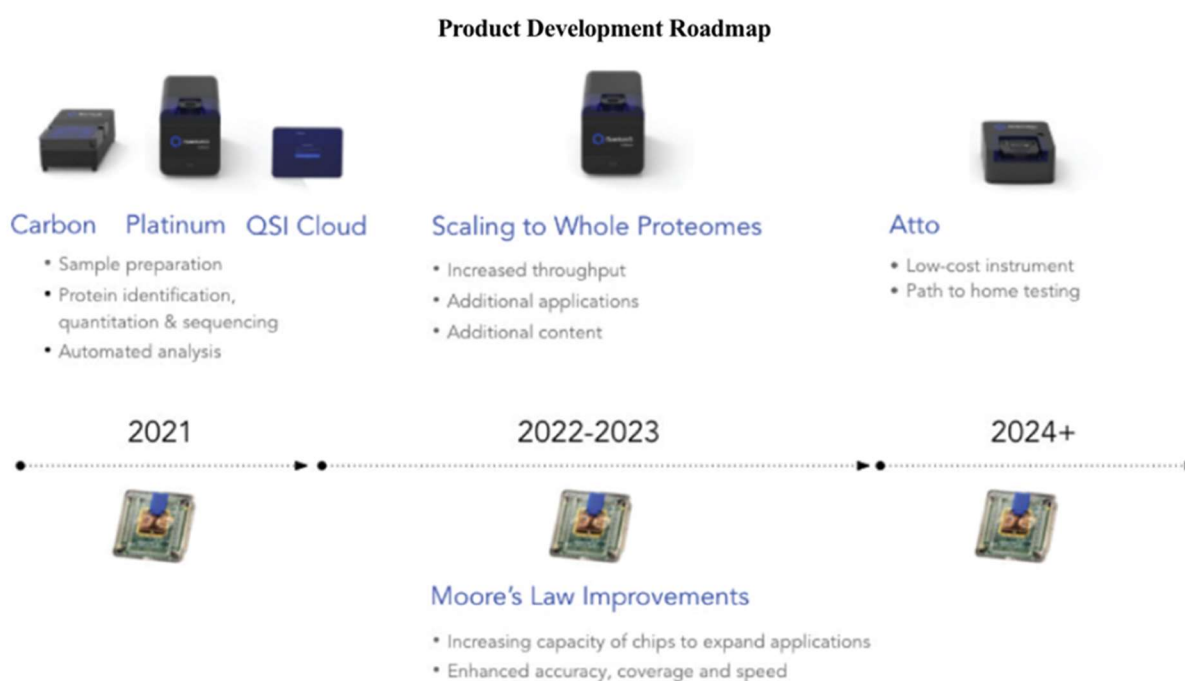 Product Development Roadmap
Carbon Platinum QSI Cloud
• Sample preparation
• Protein identification,
quantitation & sequencing
• Automated analysis
Scaling to Whole Proteomes
• Increased throughput
• Additional applications
• Additional content
Atto
• Low-cost instrument
• Path to home testing
2021
2022-2023
2024+
Moore's Law Improvements
• Increasing capacity of chips to expand applications
• Enhanced accuracy, coverage and speed